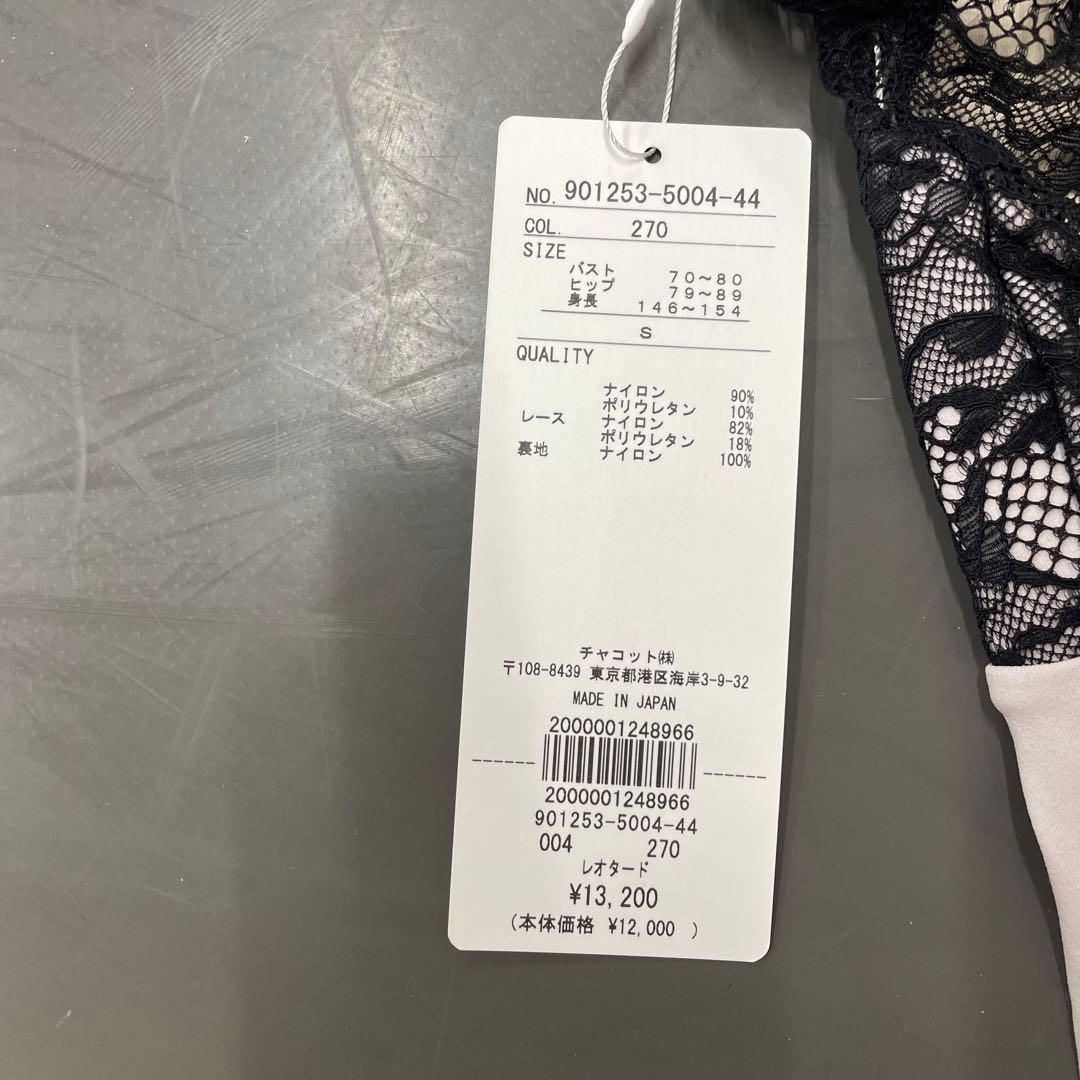 NO. 901253-5004-44
COL. 270
SIZE
バスト 70～80
ヒップ 79～89
身長 146～154
S
QUALITY
ナイロン 90%
ポリウレタン 10%
レース ナイロン 82%
ポリウレタン 18%
裏地 ナイロン 100%
チャコット㈱
〒108-8439 東京都港区海岸3-9-32
MADE IN JAPAN
2000001248966
2000001248966
901253-5004-44
004 270
レオタード
¥13,200
(本体価格 ¥12,000 )